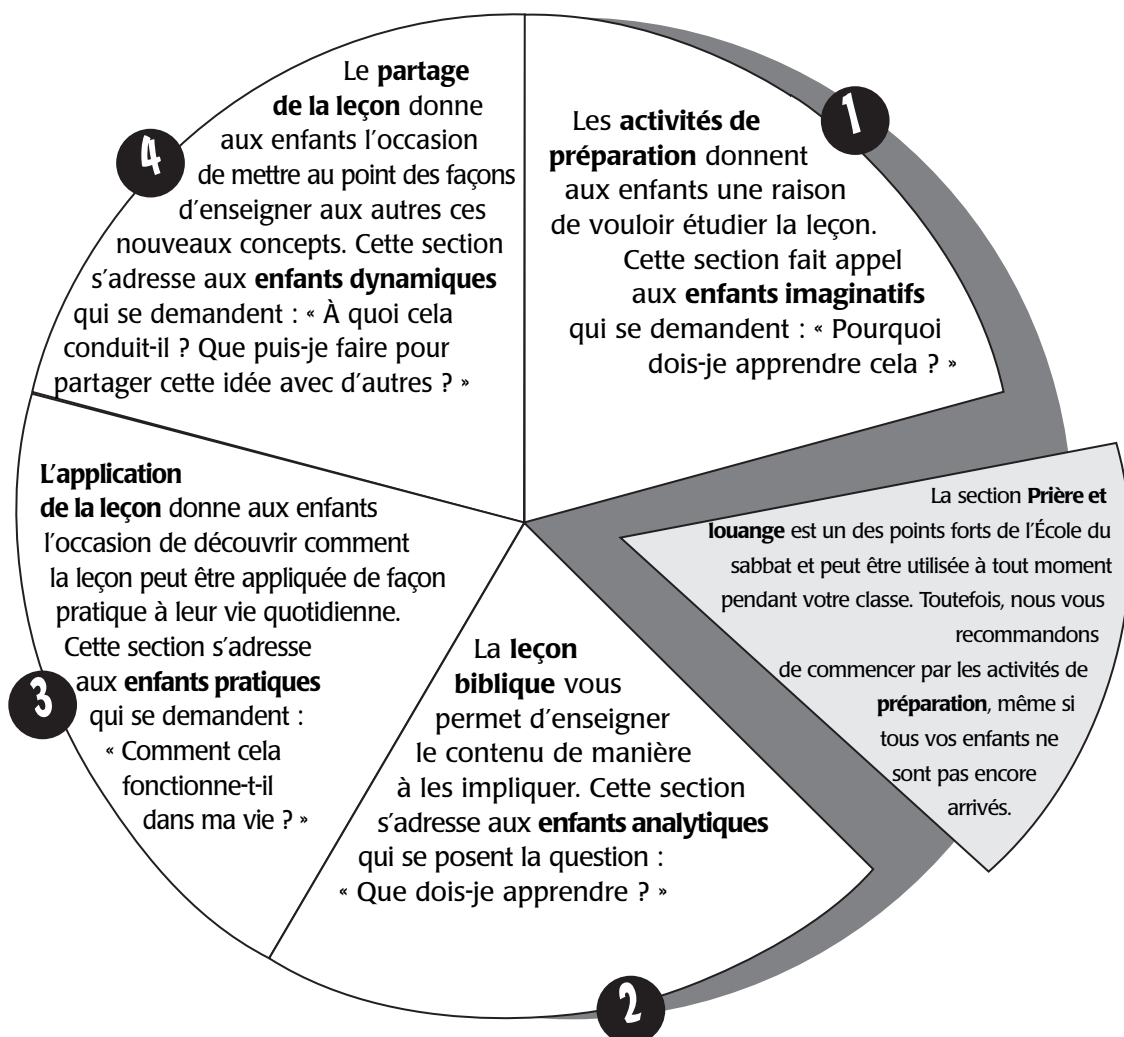 1
Les activités de
préparation donnent
aux enfants une raison
de vouloir étudier la leçon.
Cette section fait appel
aux enfants imaginatifs
qui se demandent : « Pourquoi
dois-je apprendre cela ? »
La section Prière et
louange est un des points forts de l’École du
sabbat et peut être utilisée à tout moment
pendant votre classe. Toutefois, nous vous
recommandons
de commencer par les activités de
préparation, même si
tous vos enfants ne
sont pas encore
arrivés.
2
La leçon
biblique vous
permet d’enseigner
le contenu de manière
à les impliquer. Cette section
s’adresse aux enfants analytiques
qui se posent la question :
« Que dois-je apprendre ? »
3
L’application
de la leçon donne aux enfants
l’occasion de découvrir comment
la leçon peut être appliquée de façon
pratique à leur vie quotidienne.
Cette section s’adresse
aux enfants pratiques
qui se demandent :
« Comment cela
fonctionne-t-il
dans ma vie ? »
4
Le partage
de la leçon donne
aux enfants l’occasion
de mettre au point des façons
d’enseigner aux autres ces
nouveaux concepts. Cette section
s’adresse aux enfants dynamiques
qui se demandent : « À quoi cela
conduit-il ? Que puis-je faire pour
partager cette idée avec d’autres ? »